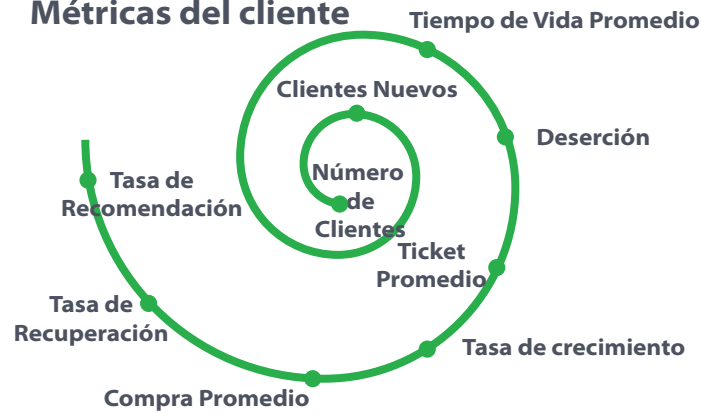 Métricas del cliente
Tiempo de Vida Promedio
Clientes Nuevos
Deserción
Número
de
Clientes
Tasa de
Recomendación
Ticket
Promedio
Tasa de
Recuperación
Tasa de crecimiento
Compra Promedio